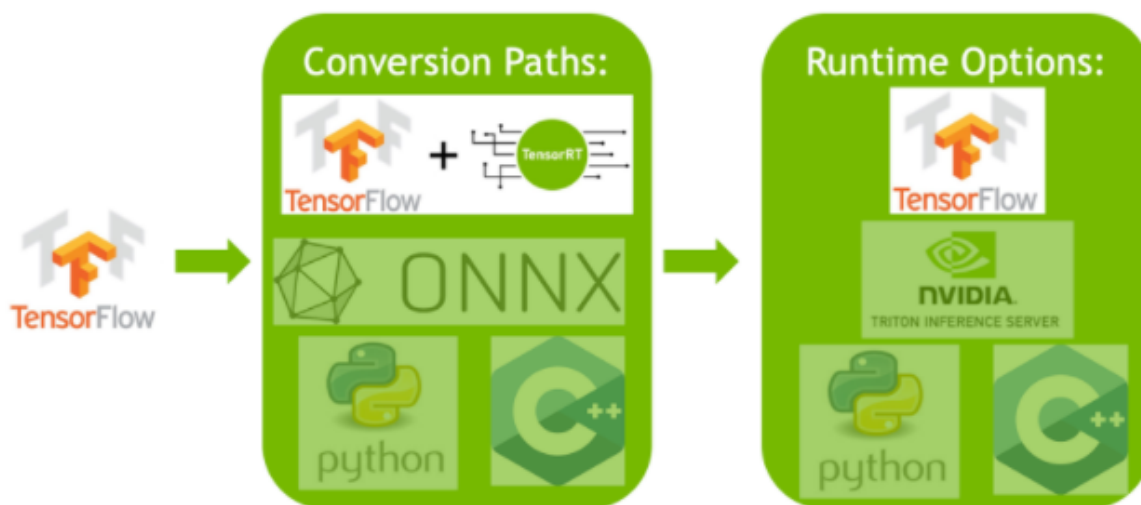 TensorFlow
Conversion Paths:
TensorFlow
+
TensorRT
ONNX
python
C++
Runtime Options:
TensorFlow
NVIDIA.
TRITON INFERENCE SERVER
python
C++